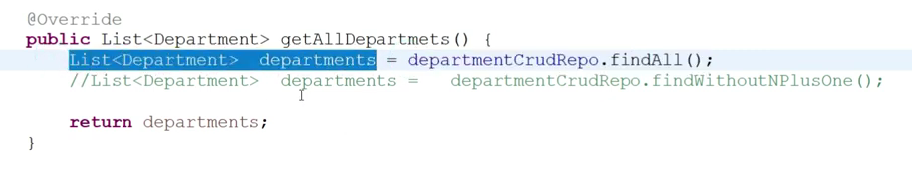 @Override
public List<Department> getAllDepartmets() {
List<Department>  departments = departmentCrudRepo.findAll();
//List<Department>  departments =   departmentCrudRepo.findWithoutNPlusOne();
return departments;
}